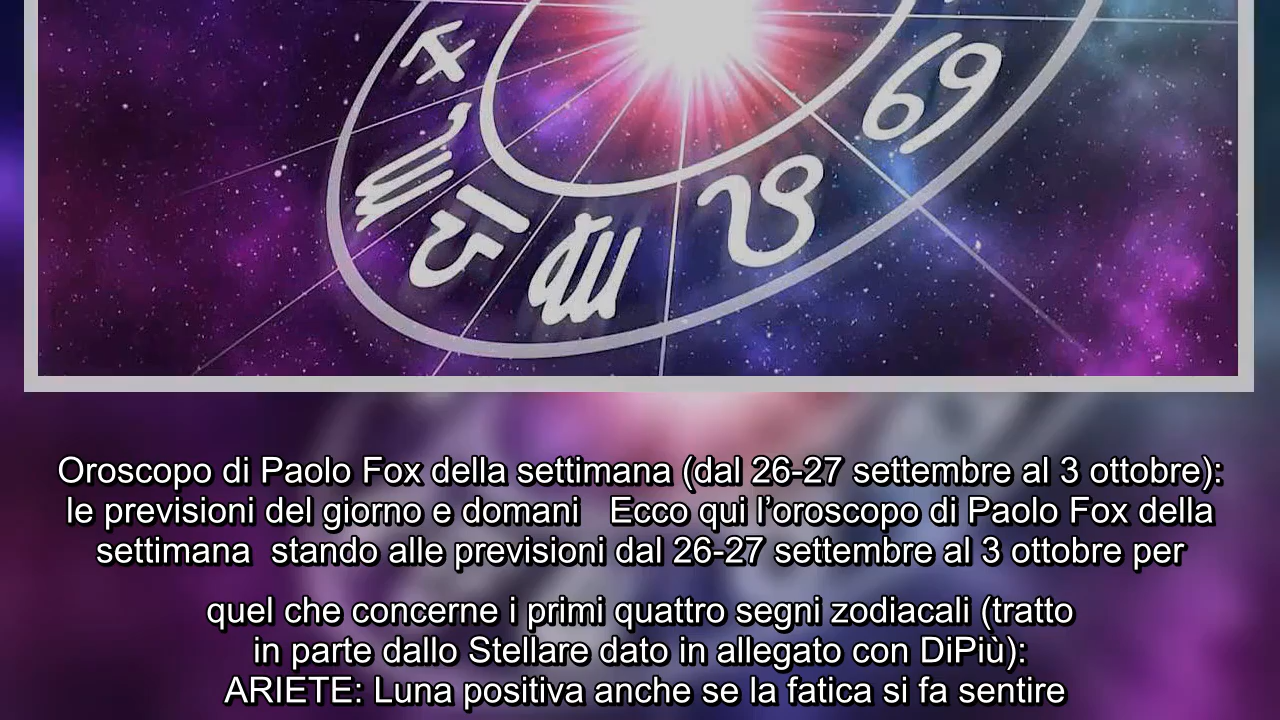 Oroscopo di Paolo Fox della settimana (dal 26-27 settembre al 3 ottobre):
le previsioni del giorno e domani   Ecco qui l’oroscopo di Paolo Fox della
settimana  stando alle previsioni dal 26-27 settembre al 3 ottobre per
quel che concerne i primi quattro segni zodiacali (tratto
in parte dallo Stellare dato in allegato con DiPiù):
ARIETE: Luna positiva anche se la fatica si fa sentire